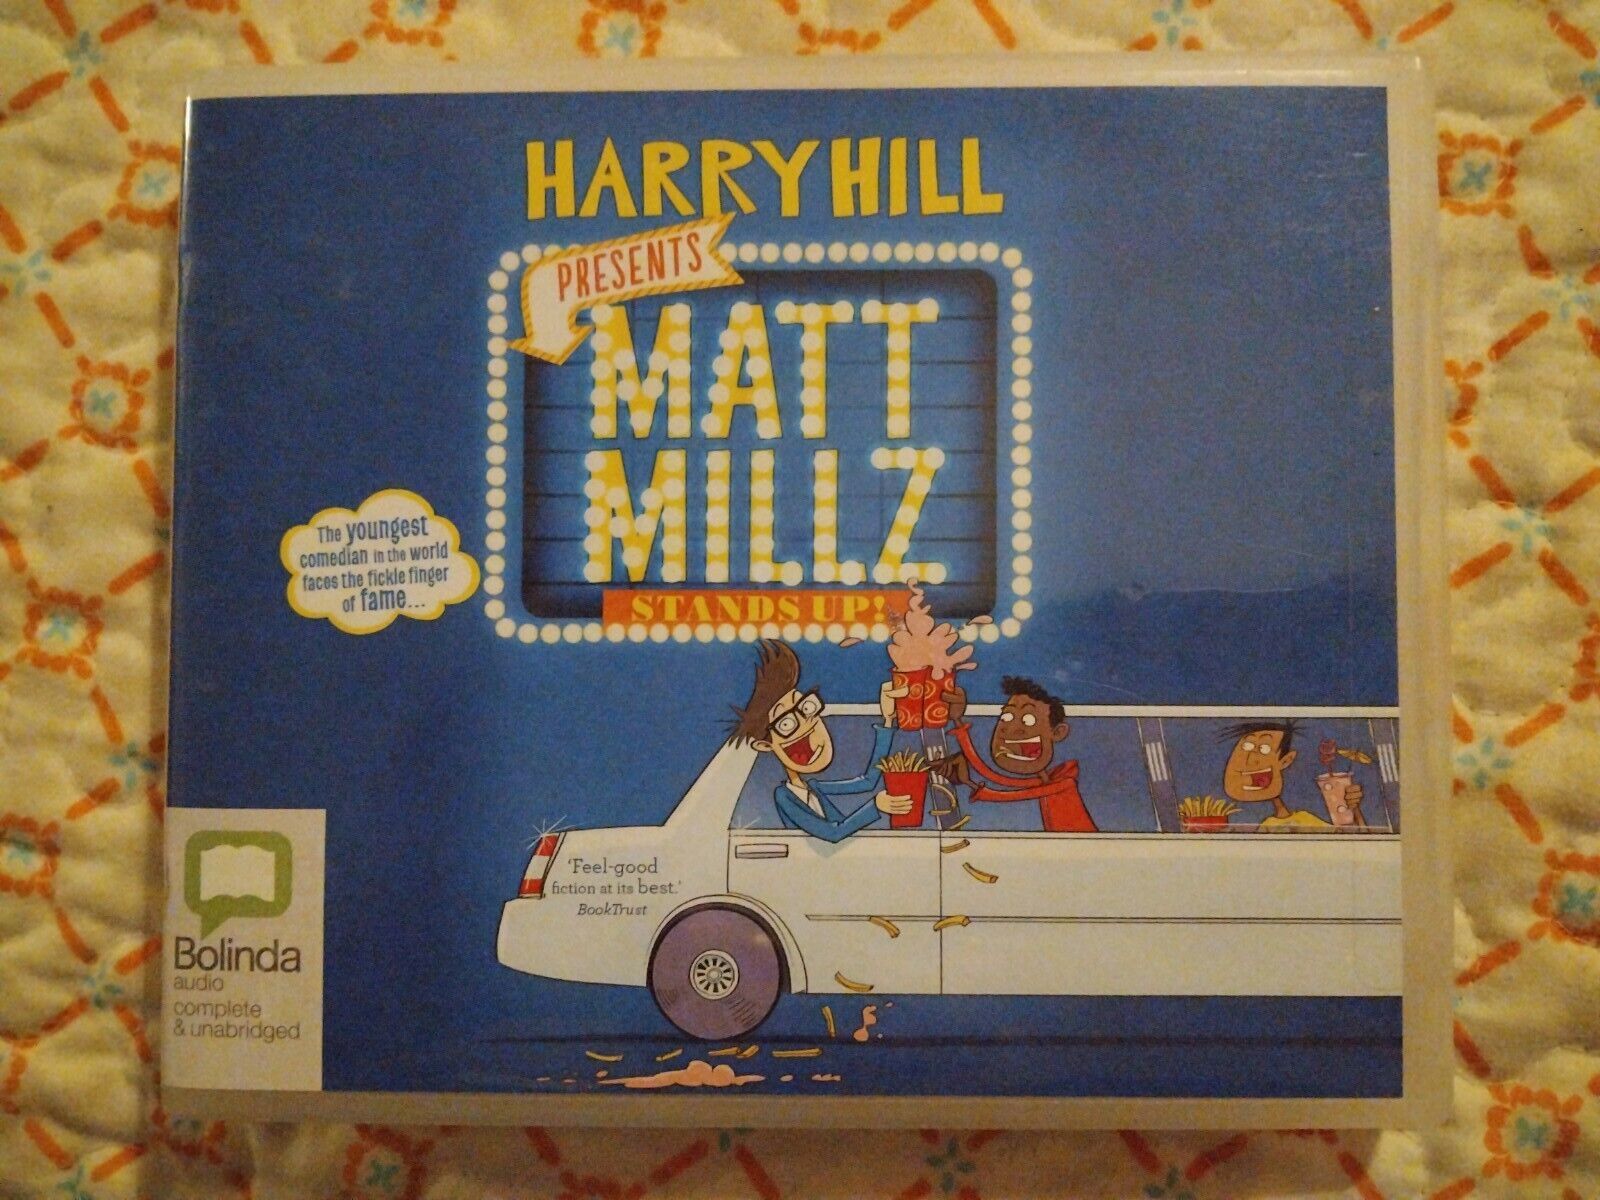 HARRY HILL
PRESENTS
MATT
MILLZ
STANDS UP!
The youngest
comedian in the world
faces the fickle finger
of fame...
'Feel-good
fiction at its best.'
BookTrust
Bolinda
audio
complete
& unabridged